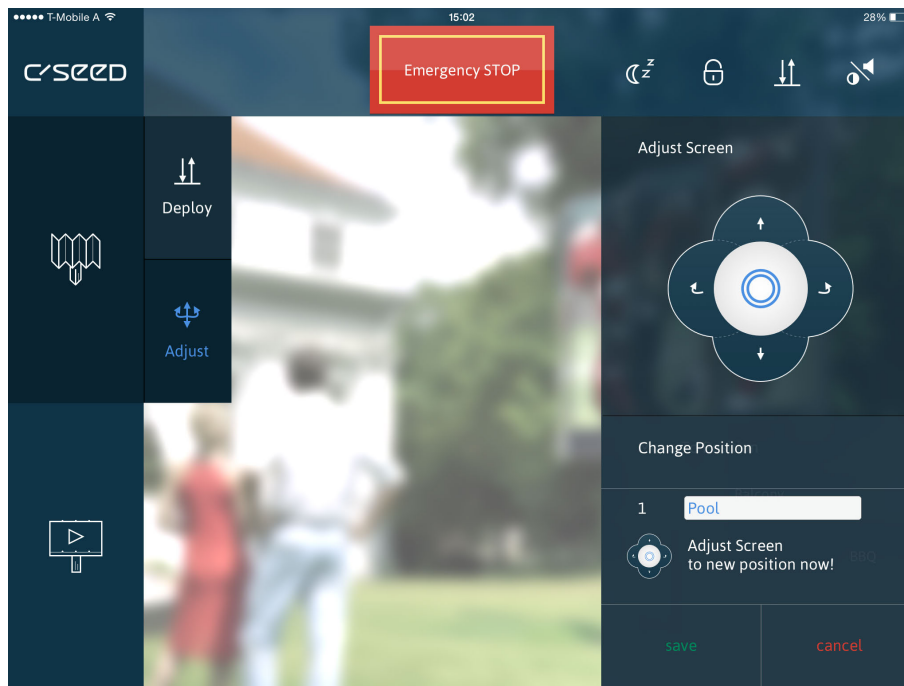 T-Mobile A
15:02
28%
C/SEED
Emergency STOP
Deploy
Adjust
Adjust Screen
Change Position
1
Pool
Adjust Screen
to new position now!
BBQ
save
cancel